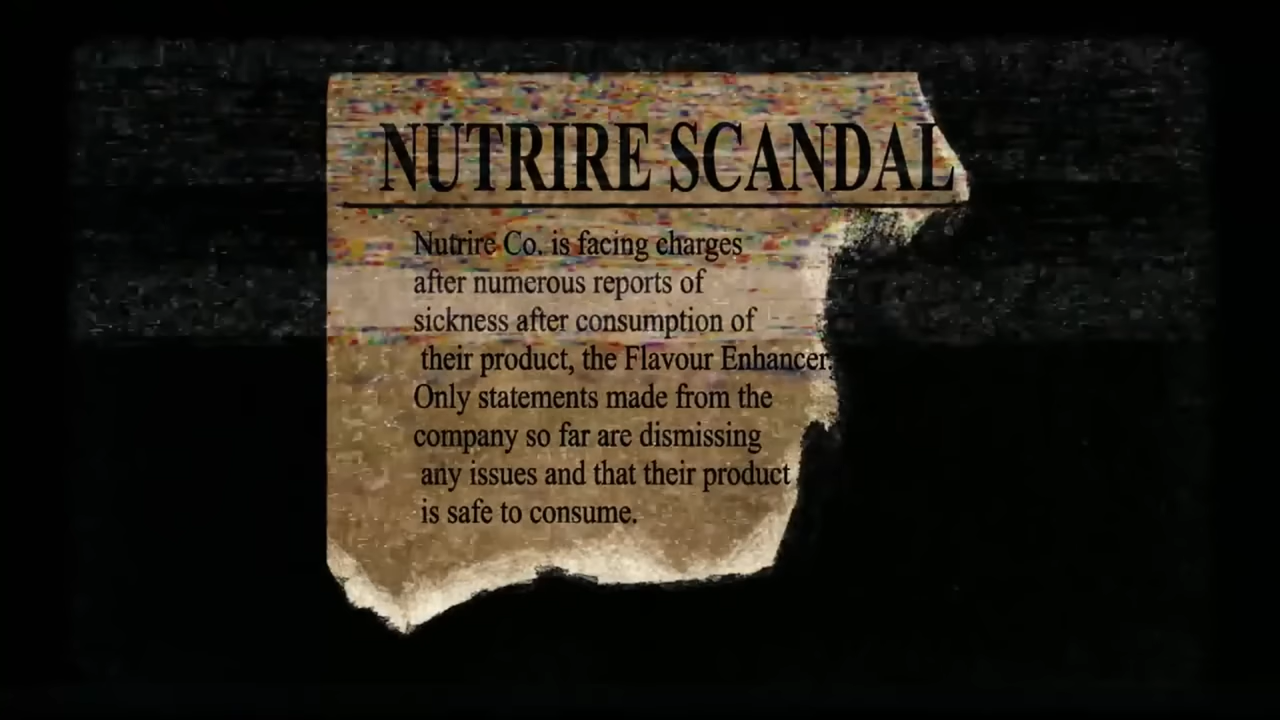 NUTRIRE SCANDAL
Nutrire Co. is facing charges
after numerous reports of
sickness after consumption of
their product, the Flavour Enhancer.
Only statements made from the
company so far are dismissing
any issues and that their product
is safe to consume.